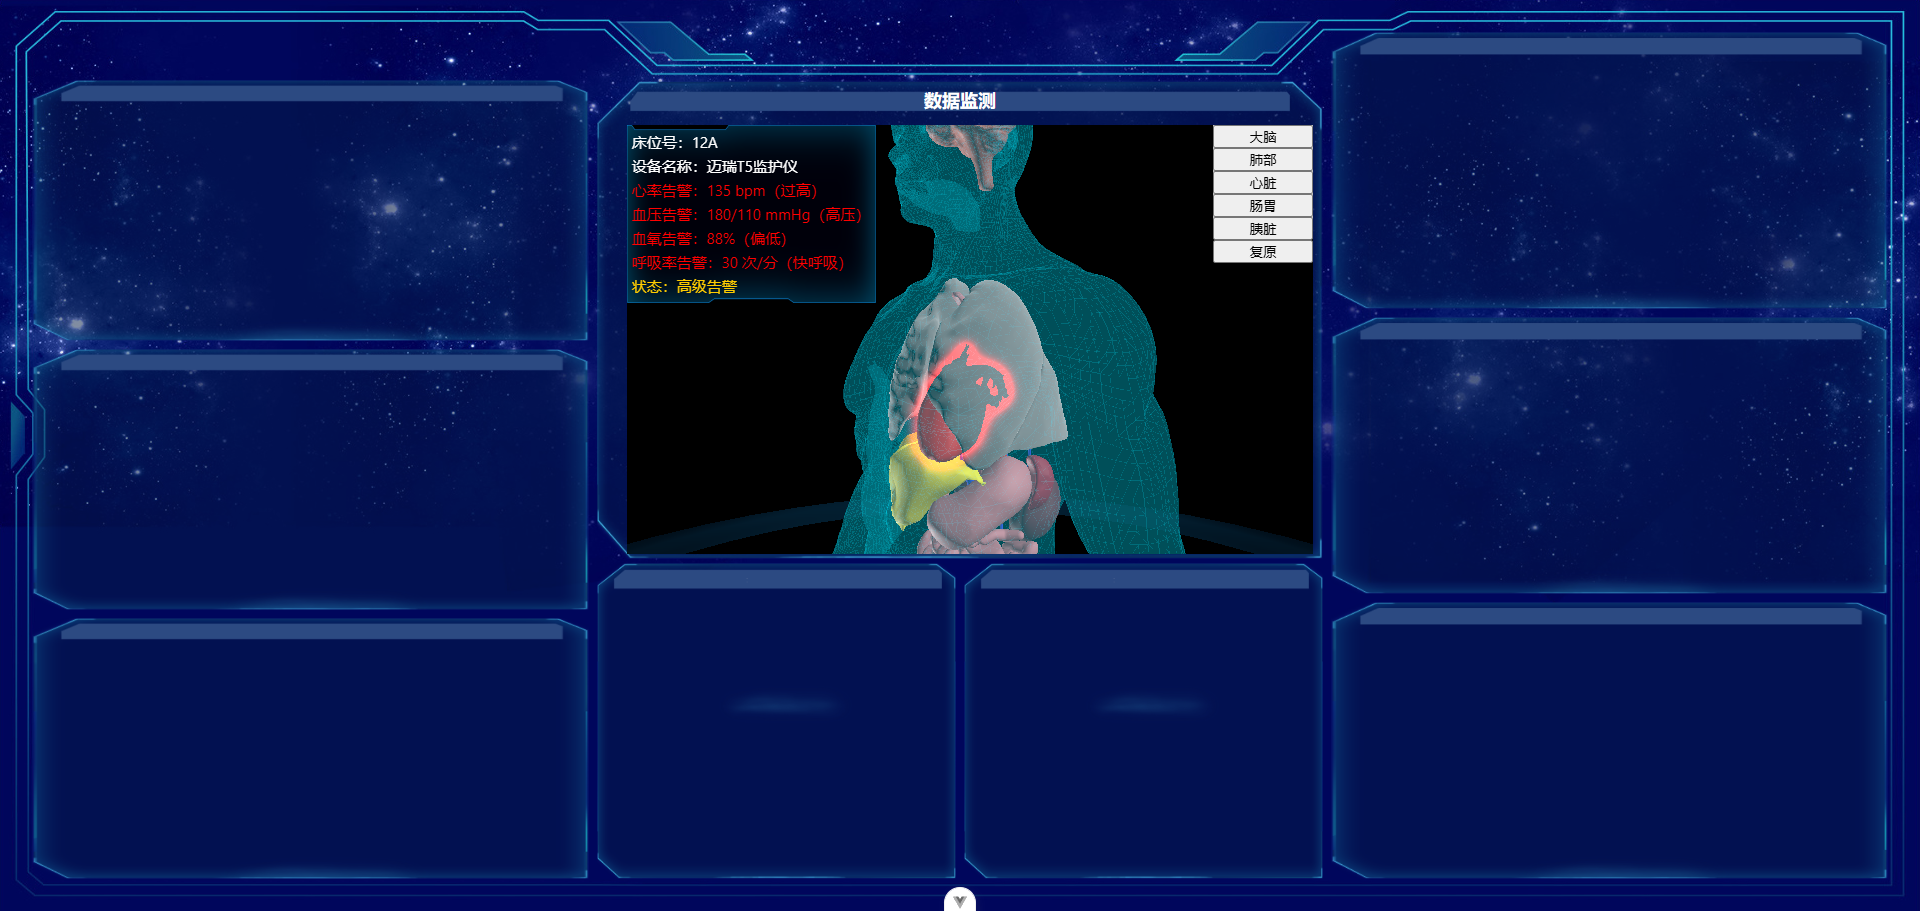 数据监测
床位号：12A
设备名称：迈瑞T5监护仪
心率告警：135 bpm（过高）
血压告警：180/110 mmHg（高压）
血氧告警：88%（偏低）
呼吸率告警：30 次/分（快呼吸）
状态：高级告警
大脑
肺部
心脏
肠胃
胰脏
复原